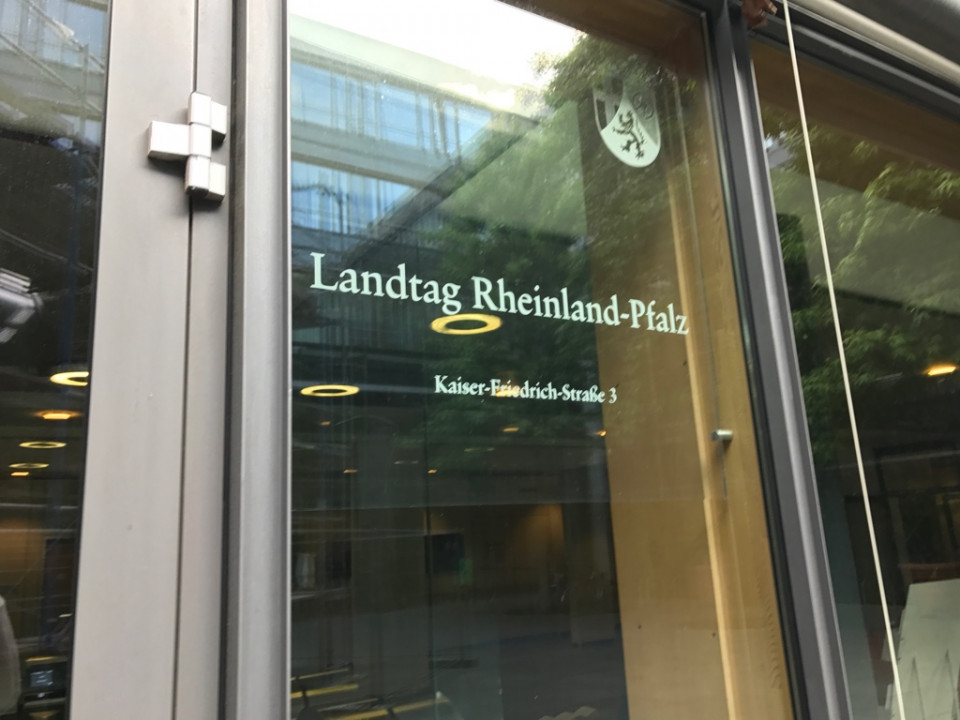 Landtag Rheinland-Pfalz
Kaiser-Friedrich-Straße 3